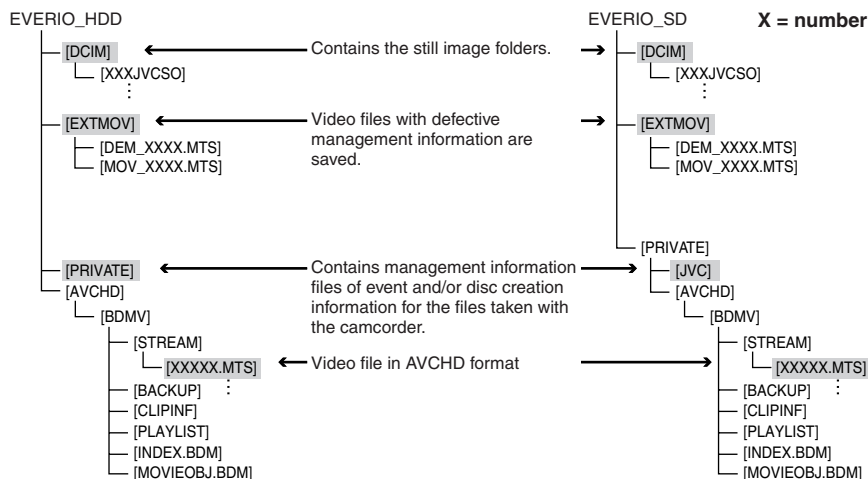 EVERIO_HDD
[DCIM]
[XXXJVCSO]
[EXTMOV]
[DEM_XXXX.MTS]
[MOV_XXXX.MTS]
[PRIVATE]
[AVCHD]
[BDMV]
[STREAM]
[XXXXX.MTS]
[BACKUP]
[CLIPINF]
[PLAYLIST]
[INDEX.BDM]
[MOVIEOBJ.BDM]
Contains the still image folders.
Video files with defective
management information are
saved.
Contains management information
files of event and/or disc creation
information for the files taken with
the camcorder.
Video file in AVCHD format
EVERIO_SD
X = number
[DCIM]
[XXXJVCSO]
[EXTMOV]
[DEM_XXXX.MTS]
[MOV_XXXX.MTS]
[PRIVATE]
[JVC]
[AVCHD]
[BDMV]
[STREAM]
[XXXXX.MTS]
[BACKUP]
[CLIPINF]
[PLAYLIST]
[INDEX.BDM]
[MOVIEOBJ.BDM]